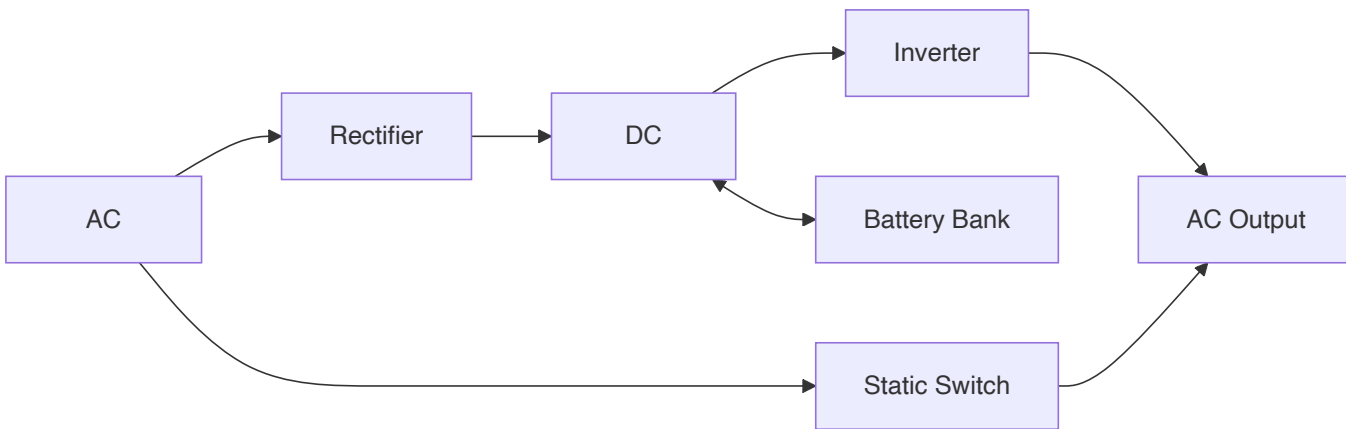 Inverter
Rectifier
DC
AC
Battery Bank
AC Output
Static Switch